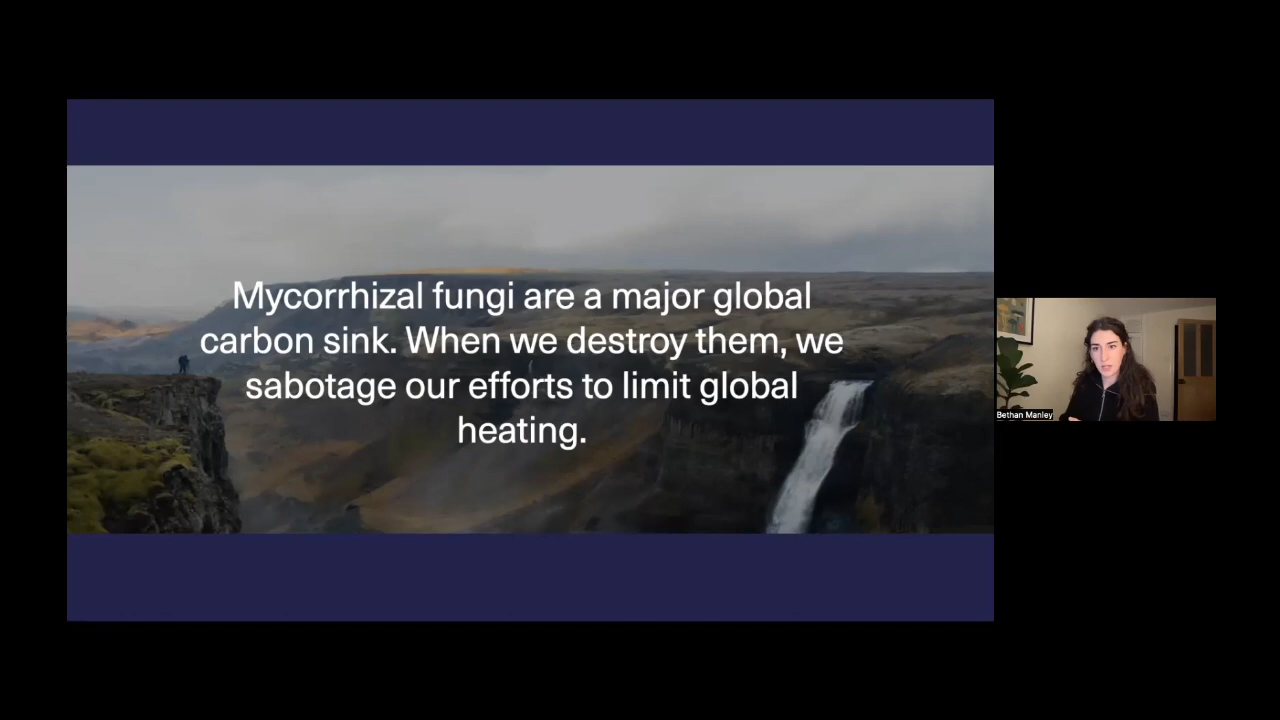 Mycorrhizal fungi are a major global
carbon sink. When we destroy them, we
sabotage our efforts to limit global
heating.
Bethan Manley